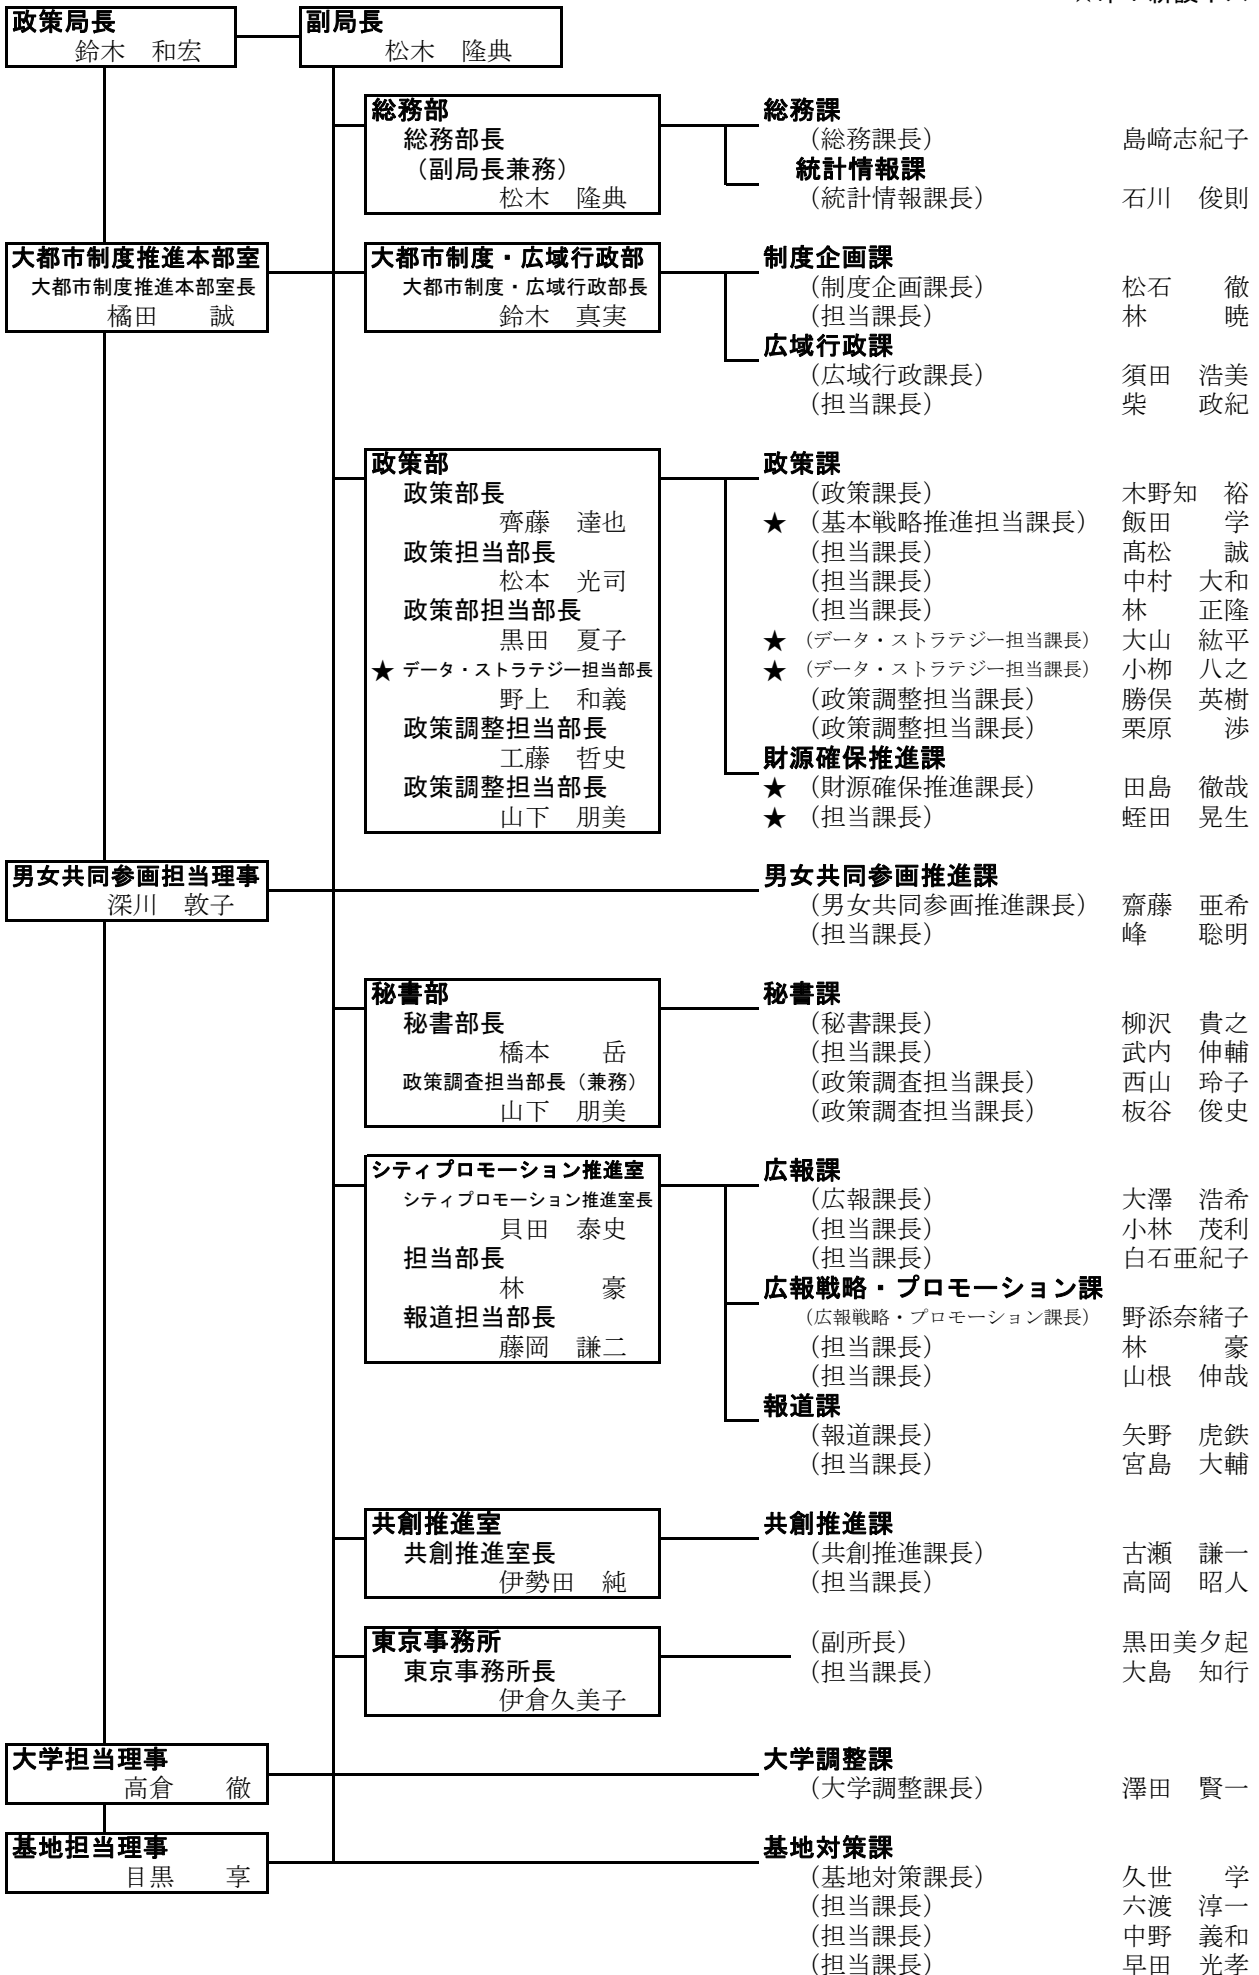 政策局長 副局長
鈴木 和宏 松木 隆典
総務部 総務課
総務部長 (総務課長) 島﨑志紀子
(副局長兼務) 統計情報課
松木 隆典 (統計情報課長) 石川 俊則
大都市制度推進本部室 大都市制度・広域行政部 制度企画課
大都市制度推進本部室長 大都市制度・広域行政部長 (制度企画課長) 松石 徹
橘田 誠 鈴木 真実 (担当課長) 林 暁
広域行政課
(広域行政課長) 須田 浩美
(担当課長) 柴 政紀
政策部 政策課
政策部長 (政策課長) 木野知 裕
齊藤 達也 ★ (基本戦略推進担当課長) 飯田 学
政策担当部長 (担当課長) 髙松 誠
松本 光司 (担当課長) 中村 大和
政策部担当部長 (担当課長) 林 正隆
黒田 夏子 ★ (データ・ストラテジー担当課長) 大山 紘平
★ データ・ストラテジー担当部長 ★ (データ・ストラテジー担当課長) 小栁 八之
野上 和義 (政策調整担当課長) 勝俣 英樹
政策調整担当部長 (政策調整担当課長) 栗原 渉
工藤 哲史 財源確保推進課
政策調整担当部長 ★ (財源確保推進課長) 田島 徹哉
山下 朋美 ★ (担当課長) 蛭田 晃生
男女共同参画担当理事 男女共同参画推進課
深川 敦子 (男女共同参画推進課長) 齋藤 亜希
(担当課長) 峰 聡明
秘書部 秘書課
秘書部長 (秘書課長) 柳沢 貴之
橋本 岳 (担当課長) 武内 伸輔
政策調査担当部長(兼務) (政策調査担当課長) 西山 玲子
山下 朋美 (政策調査担当課長) 板谷 俊史
シティプロモーション推進室 広報課
シティプロモーション推進室長 (広報課長) 大澤 浩希
貝田 泰史 (担当課長) 小林 茂利
担当部長 (担当課長) 白石亜紀子
林 豪 広報戦略・プロモーション課
報道担当部長 (広報戦略・プロモーション課長) 野添奈緒子
藤岡 謙二 (担当課長) 林 豪
(担当課長) 山根 伸哉
報道課
(報道課長) 矢野 虎鉄
(担当課長) 宮島 大輔
共創推進室 共創推進課
共創推進室長 (共創推進課長) 古瀬 謙一
伊勢田 純 (担当課長) 高岡 昭人
東京事務所 (副所長) 黒田美夕起
東京事務所長 (担当課長) 大島 知行
伊倉久美子
大学担当理事 大学調整課
高倉 徹 (大学調整課長) 澤田 賢一
基地担当理事 基地対策課
目黒 享 (基地対策課長) 久世 学
(担当課長) 六渡 淳一
(担当課長) 中野 義和
(担当課長) 早田 光孝